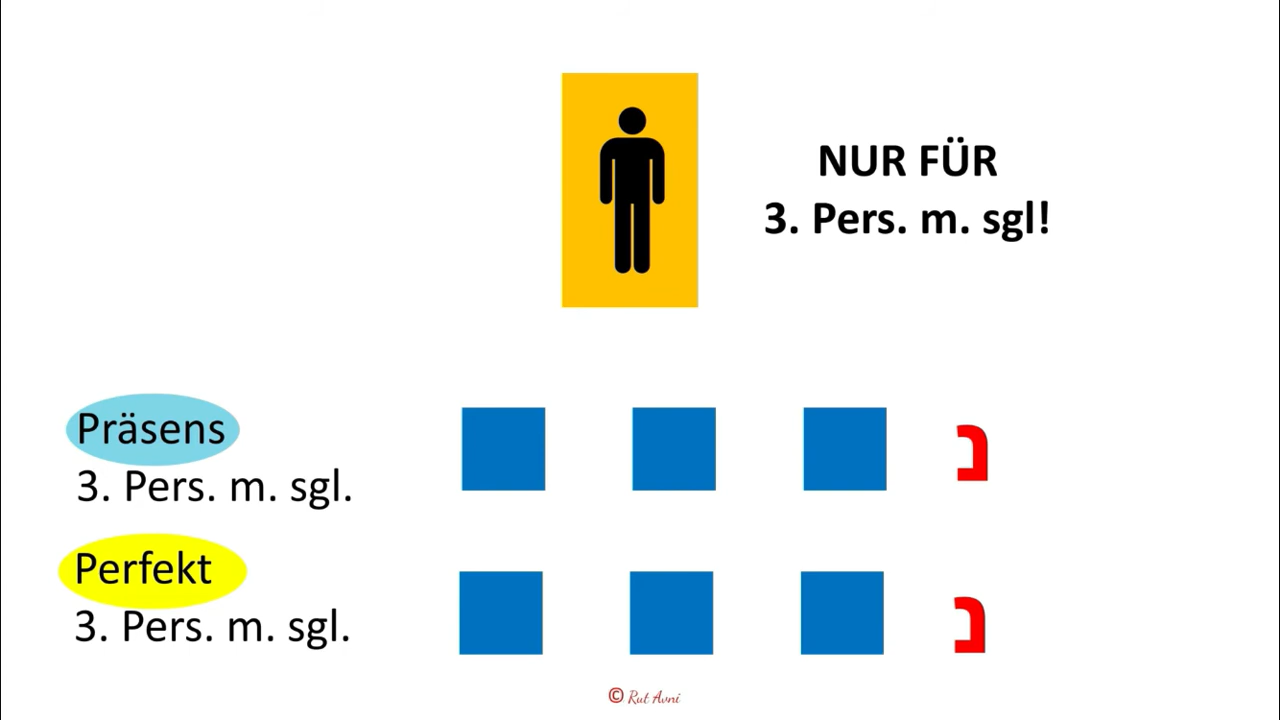 NUR FÜR
3. Pers. m. sgl!
Präsens
3. Pers. m. sgl.
נ
Perfekt
3. Pers. m. sgl.
נ
© Rut Avni